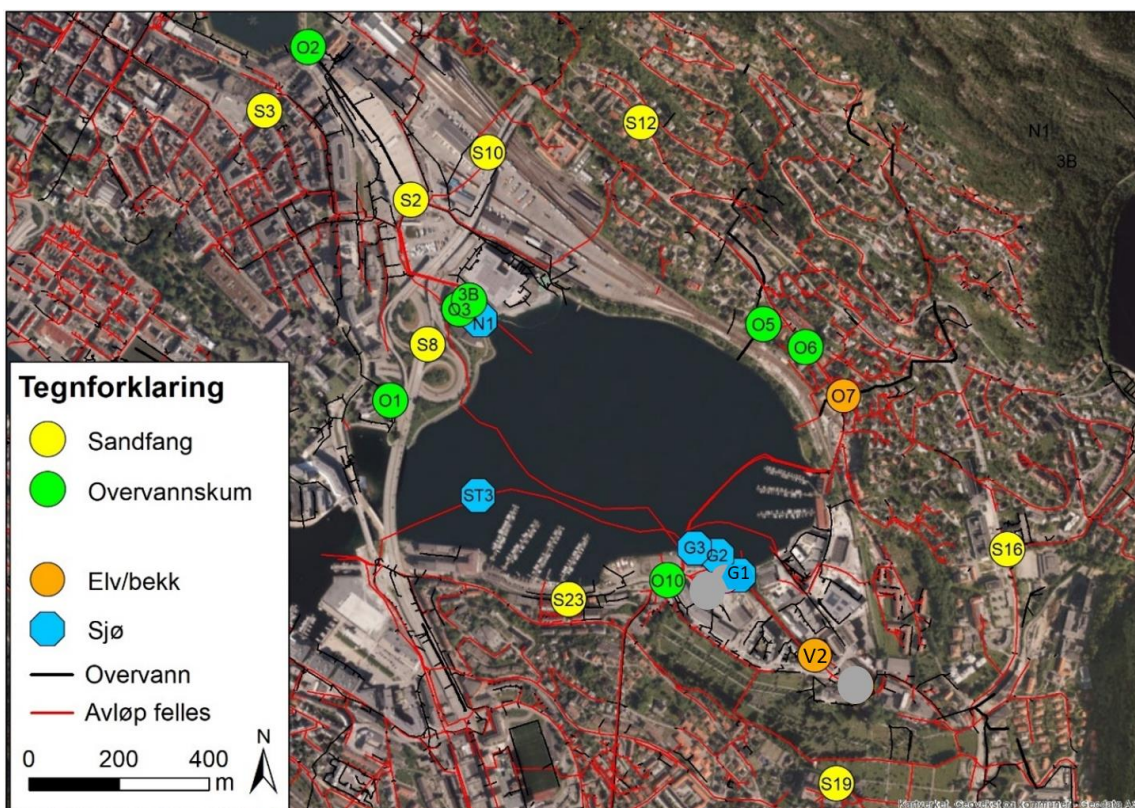 O2
S3
S12
N1
3B
S10
S2
3B
O3
N1
O5
S8
O6
O7
O1
Tegnforklaring
Sandfang
Overvannskum
Elv/bekk
Sjø
Overvann
Avløp felles
0 200 400
m
N
ST3
G3
G2
G1
S16
O10
S23
V2
S19